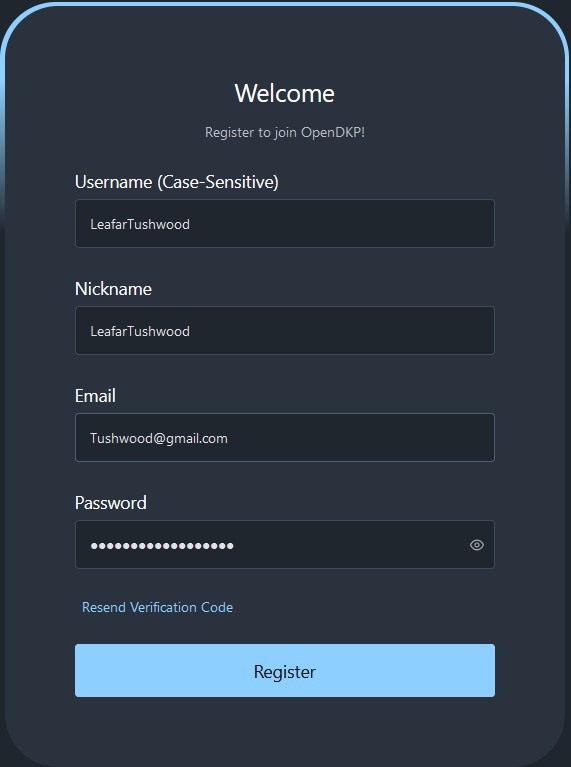 Welcome
Register to join OpenDKP!
Username (Case-Sensitive)
LeafarTushwood
Nickname
LeafarTushwood
Email
Tushwood@gmail.com
Password
••••••••••••••••••
Resend Verification Code
Register